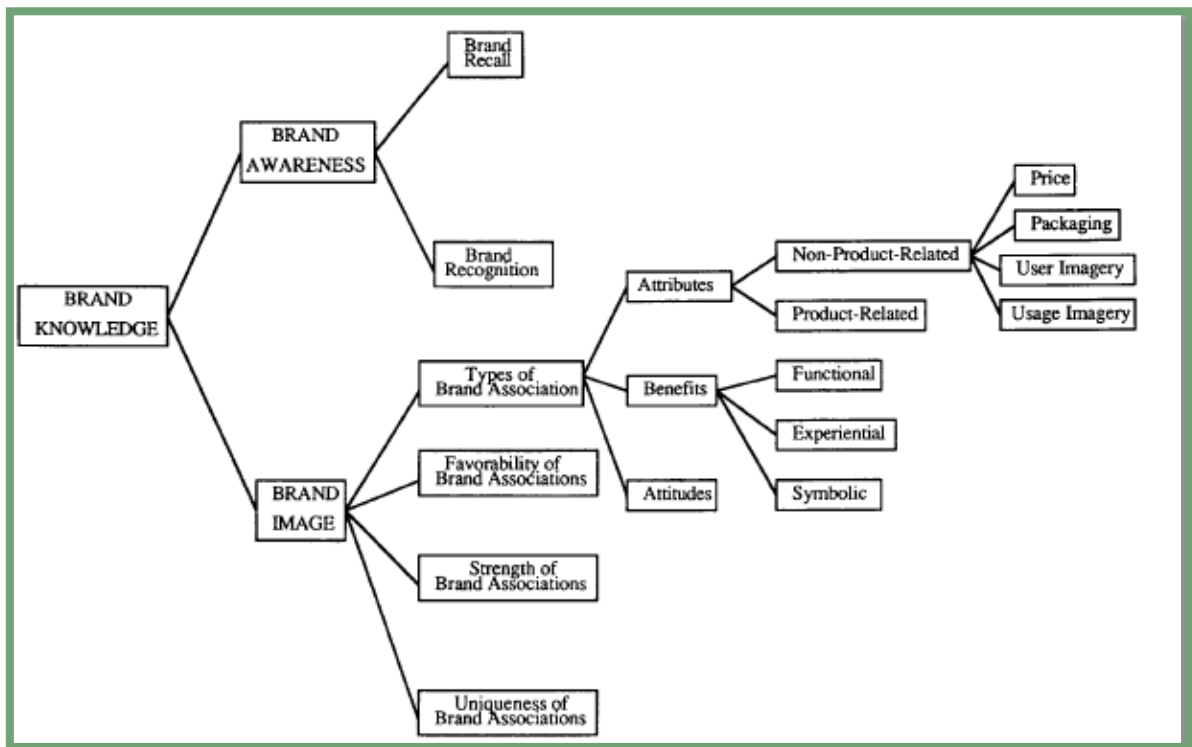 Brand
Recall
BRAND
AWARENESS
Brand
Recognition
BRAND
KNOWLEDGE
Types of
Brand Association
Favorability of
Brand Associations
BRAND
IMAGE
Strength of
Brand Associations
Uniqueness of
Brand Associations
Attributes
Benefits
Attitudes
Non-Product-Related
Product-Related
Functional
Experiential
Symbolic
Price
Packaging
User Imagery
Usage Imagery